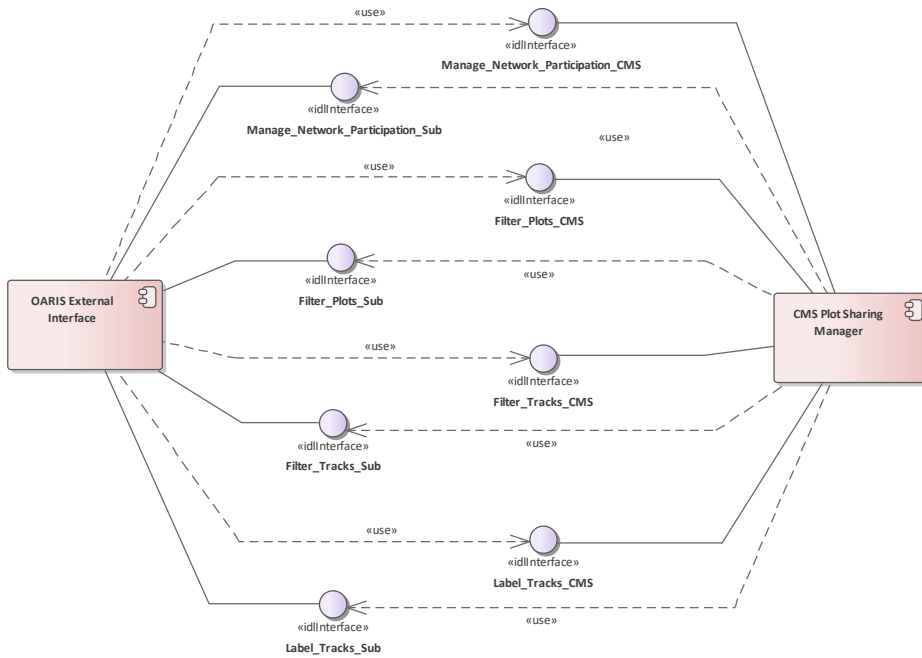 «use»
«idlInterface»
Manage_Network_Participation_CMS
«idlInterface»
Manage_Network_Participation_Sub
«use»
«use»
«idlInterface»
Filter_Plots_CMS
«idlInterface»
Filter_Plots_Sub
«use»
OARIS External
Interface
CMS Plot Sharing
Manager
«use»
«idlInterface»
Filter_Tracks_CMS
«idlInterface»
Filter_Tracks_Sub
«use»
«use»
«idlInterface»
Label_Tracks_CMS
«idlInterface»
Label_Tracks_Sub
«use»